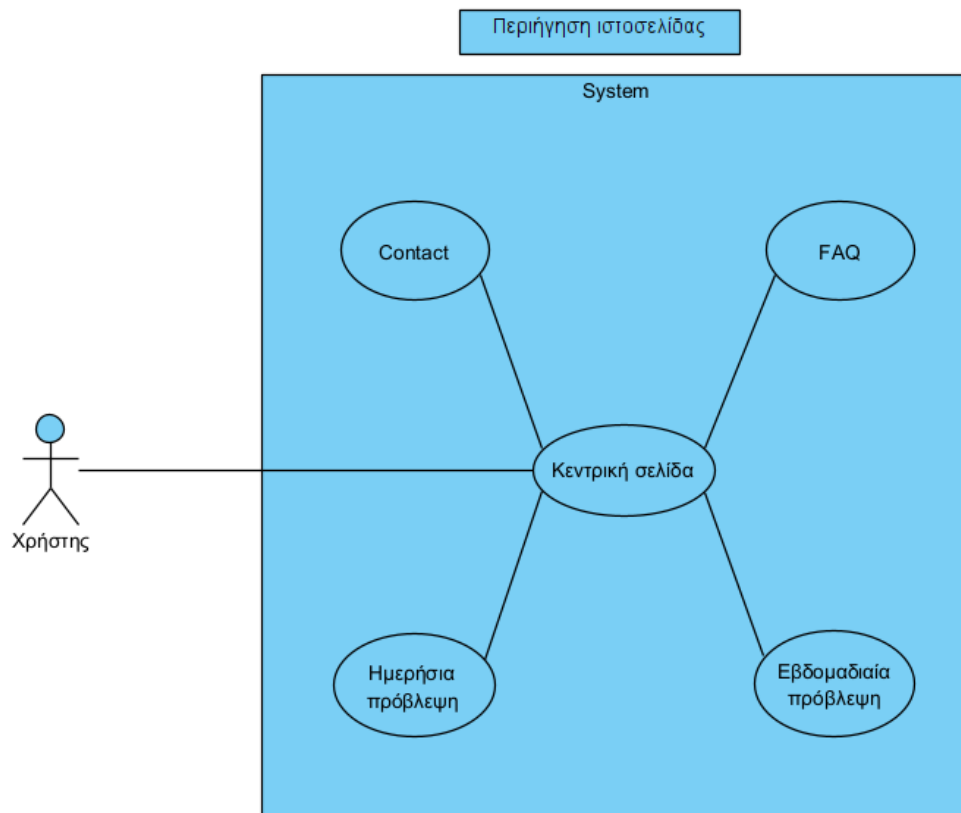 Περιήγηση ιστοσελίδας
System
Contact
FAQ
Κεντρική σελίδα
Χρήστης
Ημερήσια
πρόβλεψη
Εβδομαδιαία
πρόβλεψη